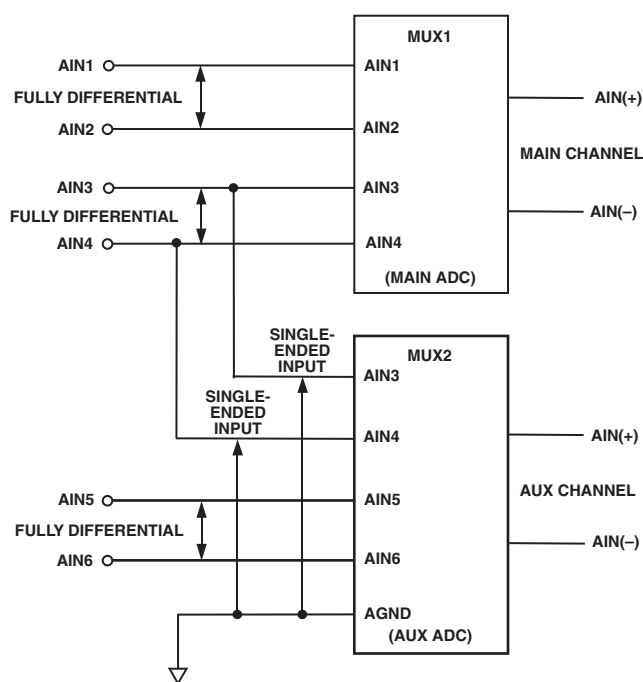 MUX1
AIN1
AIN1
FULLY DIFFERENTIAL
AIN(+)
AIN2
AIN2
MAIN CHANNEL
AIN3
AIN3
FULLY DIFFERENTIAL
AIN(–)
AIN4
AIN4
(MAIN ADC)
SINGLE-
ENDED
INPUT
MUX2
AIN3
SINGLE-
ENDED
INPUT
AIN4
AIN(+)
AIN5
AIN5
AUX CHANNEL
FULLY DIFFERENTIAL
AIN(–)
AIN6
AIN6
AGND
(AUX ADC)